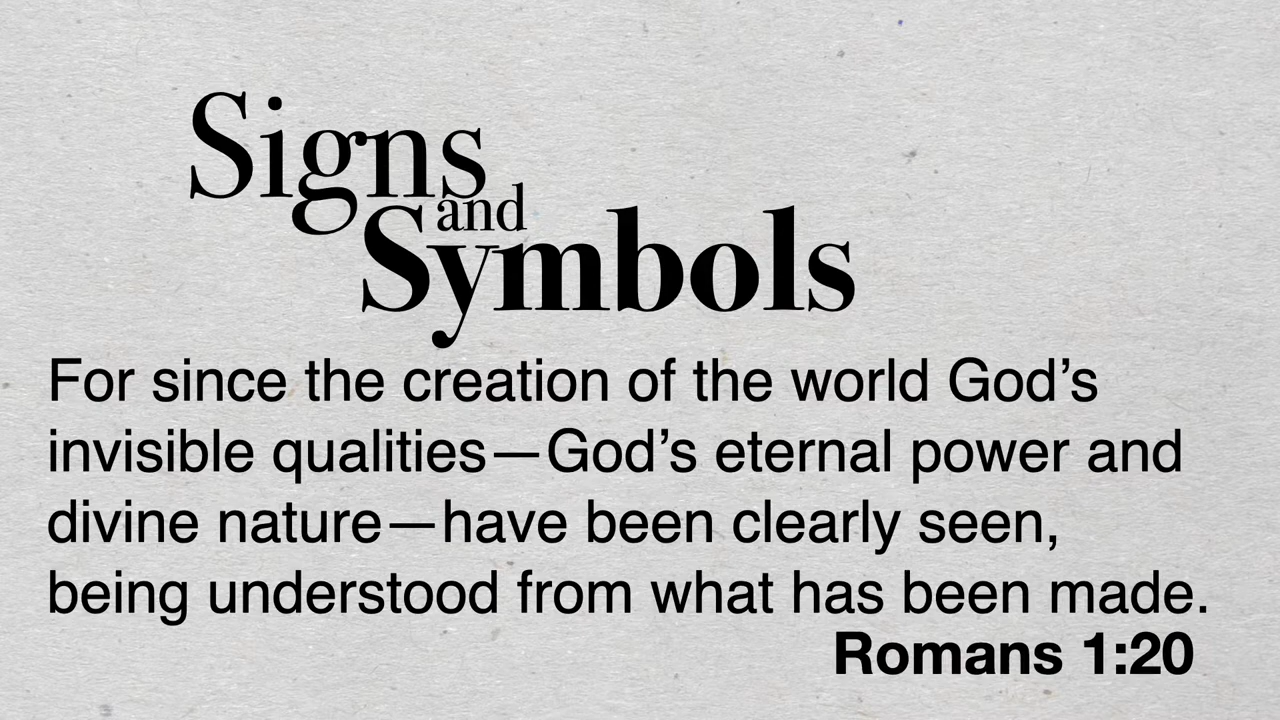 Signs
and
Symbols
For since the creation of the world God’s
invisible qualities—God’s eternal power and
divine nature—have been clearly seen,
being understood from what has been made.
Romans 1:20